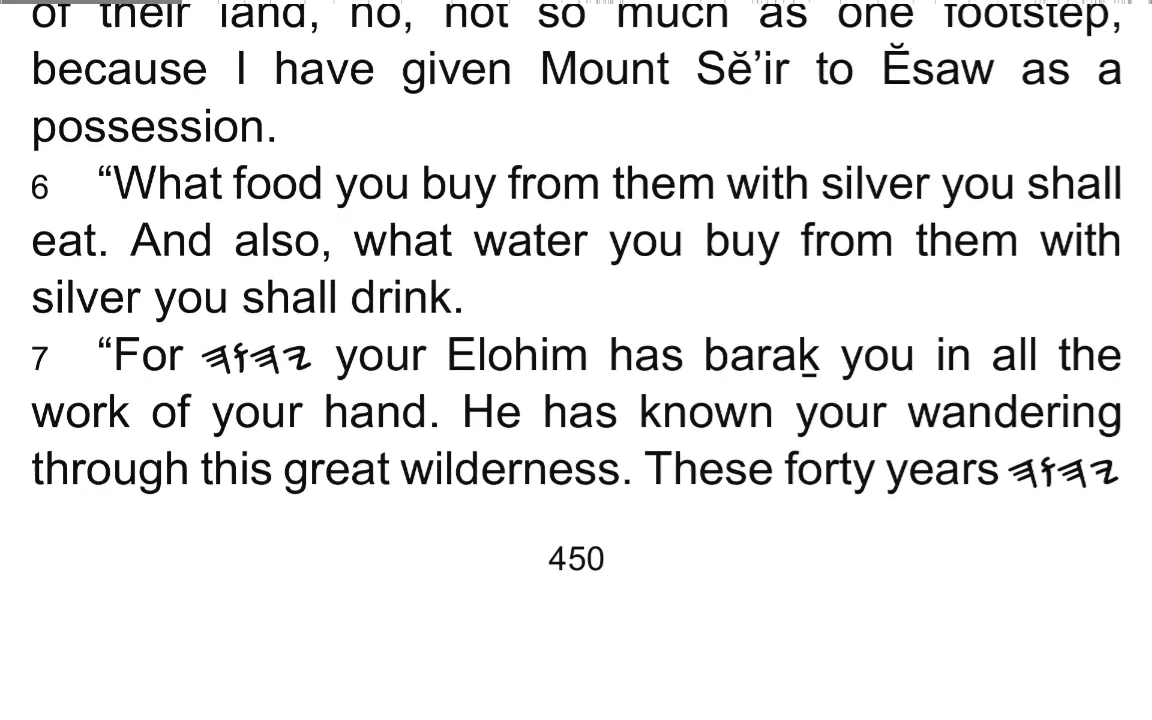 of their land, no, not so much as one footstep,
because I have given Mount Sĕ’ir to Ĕsaw as a
possession.
6 “What food you buy from them with silver you shall
eat. And also, what water you buy from them with
silver you shall drink.
7 “For 𐤉𐤄𐤅𐤄 your Elohim has baraḵ you in all the
work of your hand. He has known your wandering
through this great wilderness. These forty years 𐤉𐤄𐤅𐤄
450